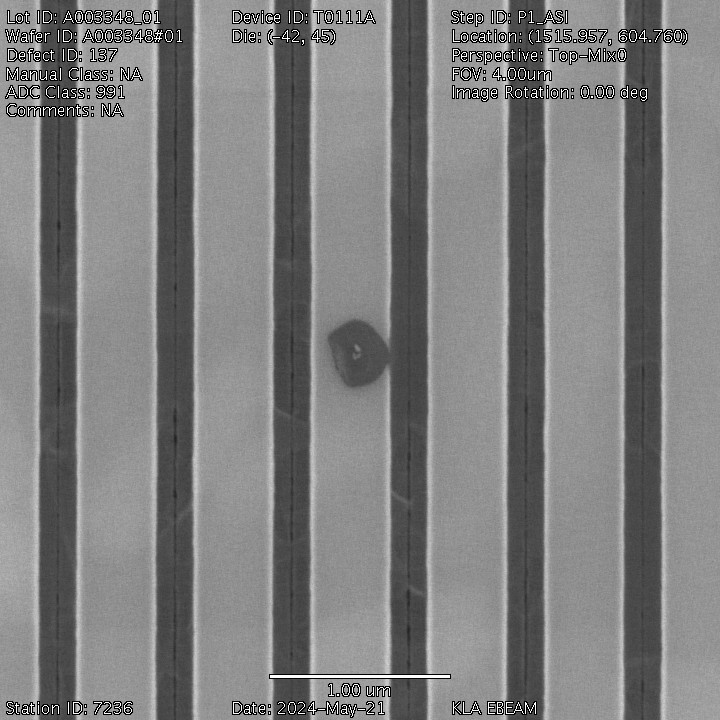 Lot ID: A003348_01
Wafer ID: A003348#01
Defect ID: 137
Manual Class: NA
ADC Class: 991
Comments: NA
Device ID: T0111A
Die: (-42, 45)
Step ID: P1_ASI
Location: (1515.957, 604.760)
Perspective: Top-Mix0
FOV: 4.00um
Image Rotation: 0.00 deg
1.00 um
Station ID: 7236
Date: 2024-May-21
KLA EBEAM